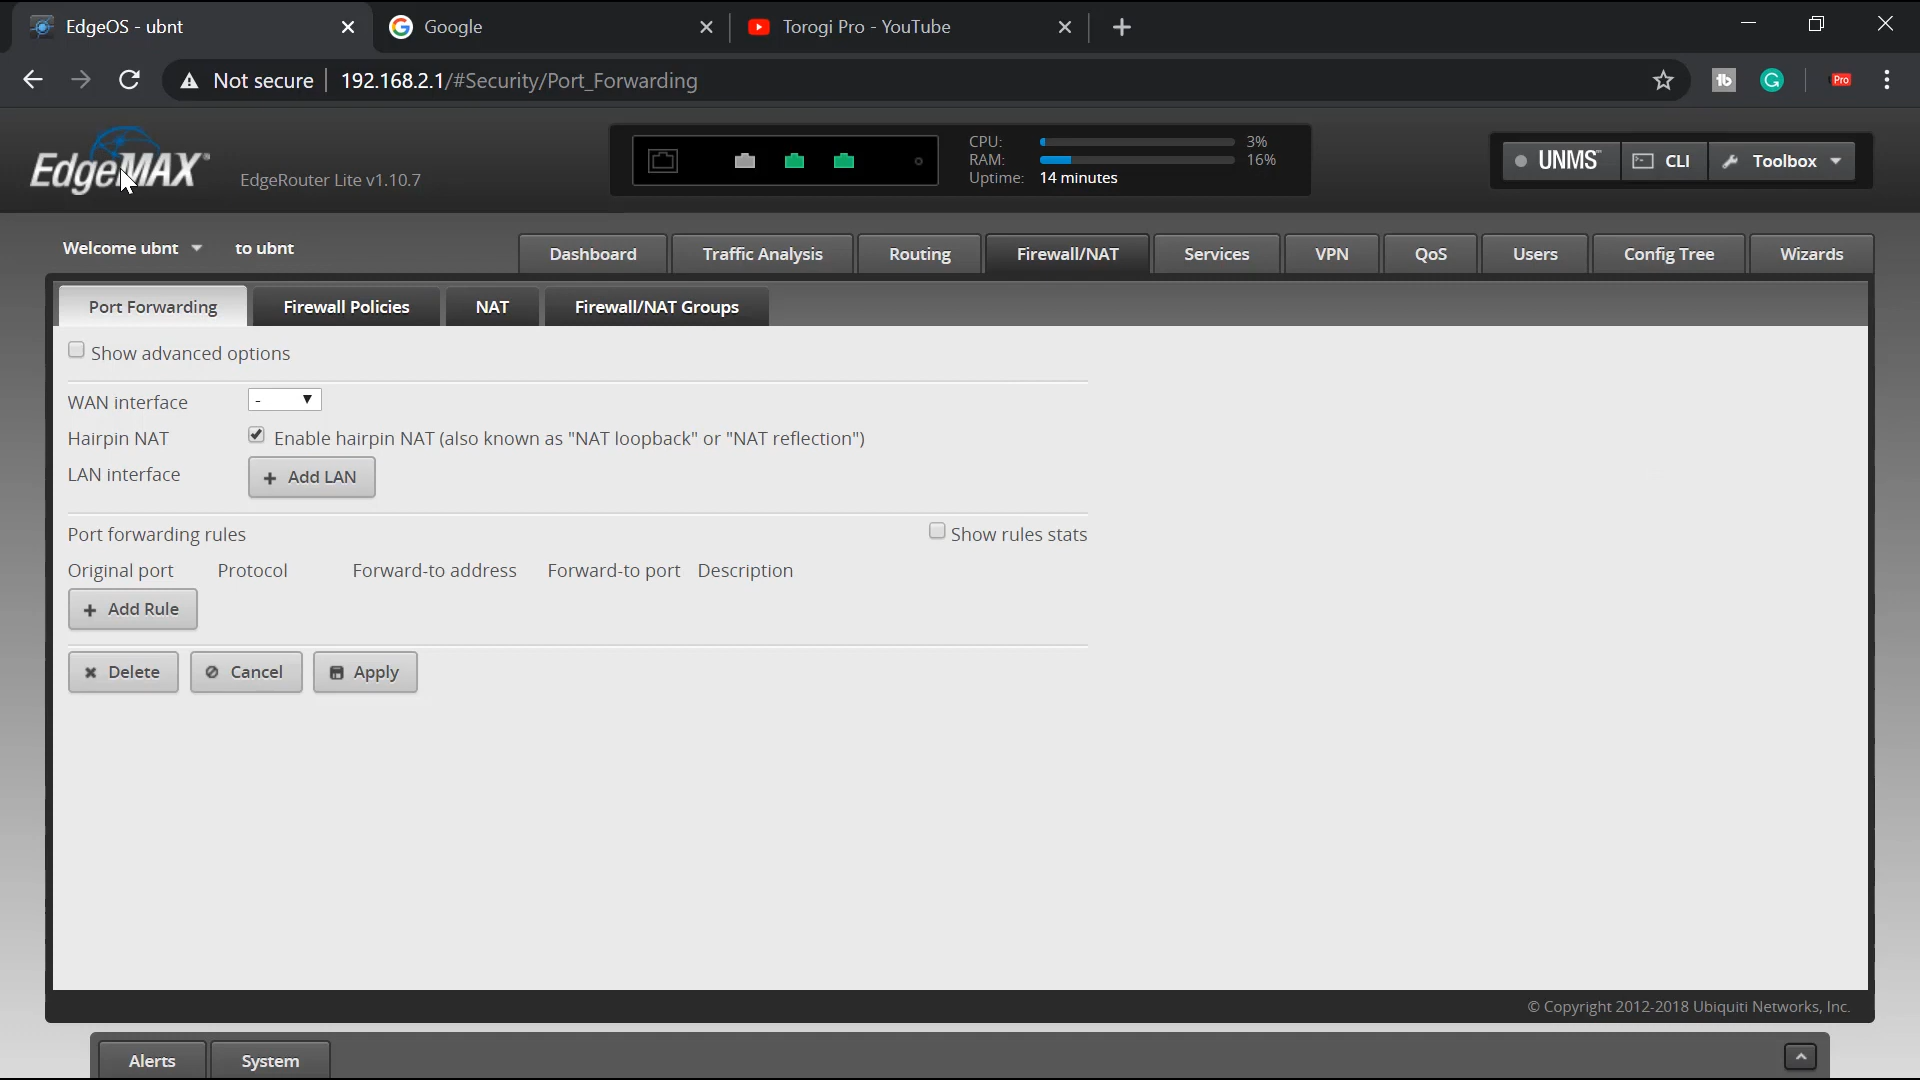 EdgeOS - ubnt
Google
Torogi Pro - YouTube
Not secure 192.168.2.1/#Security/Port_Forwarding
Pro
EdgeMAX®
EdgeRouter Lite v1.10.7
CPU: 3%
RAM: 16%
Uptime: 14 minutes
UNMS™ CLI Toolbox
Welcome ubnt to ubnt
Dashboard Traffic Analysis Routing Firewall/NAT Services VPN QoS Users Config Tree Wizards
Port Forwarding Firewall Policies NAT Firewall/NAT Groups
Show advanced options
WAN interface -
Hairpin NAT Enable hairpin NAT (also known as "NAT loopback" or "NAT reflection")
LAN interface + Add LAN
Port forwarding rules Show rules stats
Original port Protocol Forward-to address Forward-to port Description
+ Add Rule
Delete Cancel Apply
© Copyright 2012-2018 Ubiquiti Networks, Inc.
Alerts System